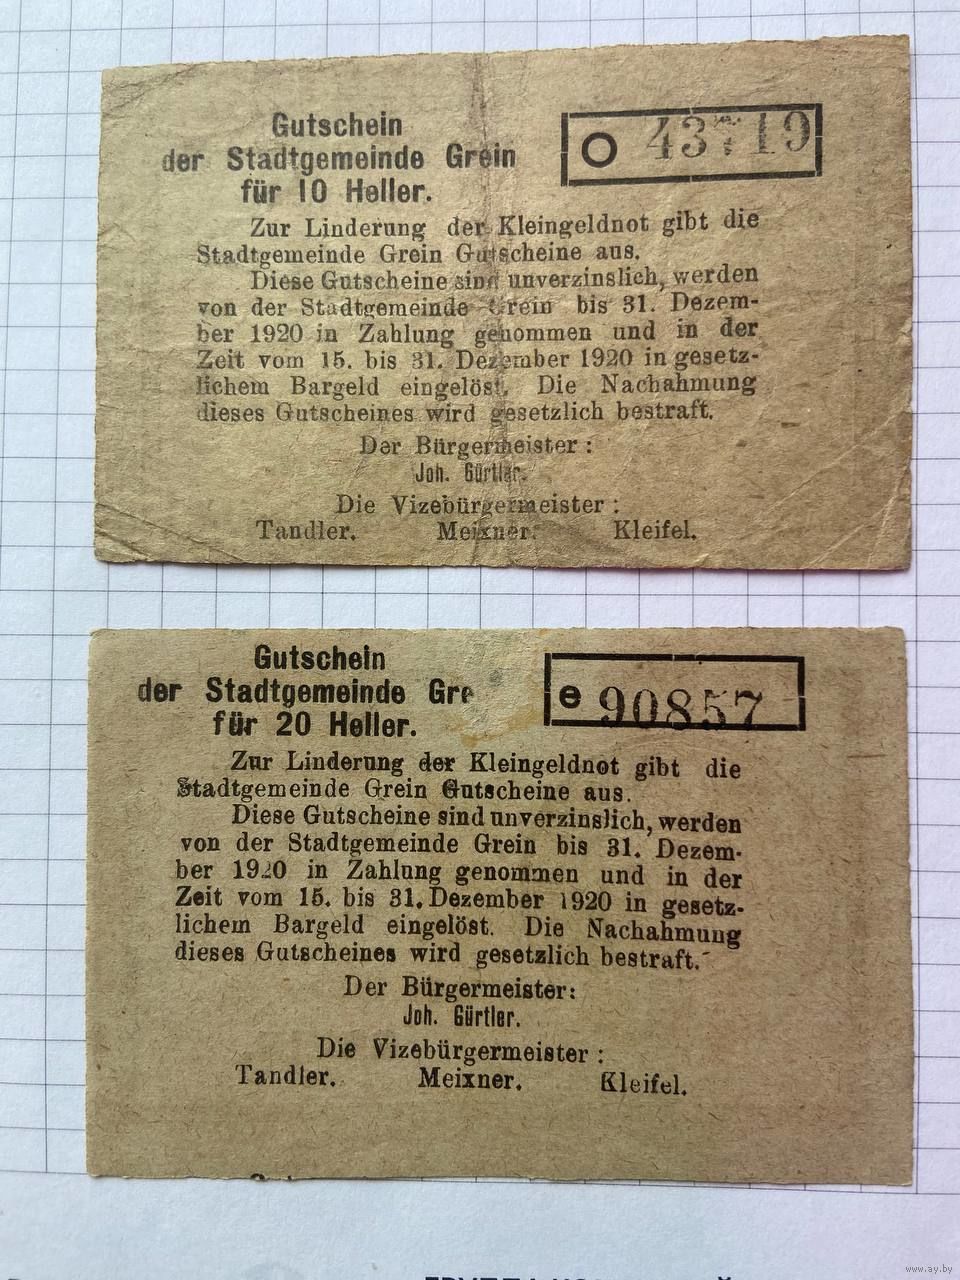 Gutschein
der Stadtgemeinde Grein
für 10 Heller.
O 43719
Zur Linderung der Kleingeldnot gibt die
Stadtgemeinde Grein Gutscheine aus.
Diese Gutscheine sind unverzinslich, werden
von der Stadtgemeinde Grein bis 31. Dezem-
ber 1920 in Zahlung genommen und in der
Zeit vom 15. bis 31. Dezember 1920 in gesetz-
lichem Bargeld eingelöst. Die Nachahmung
dieses Gutscheines wird gesetzlich bestraft.
Der Bürgermeister:
Joh. Gürtler.
Die Vizebürgermeister:
Tandler. Meixner. Kleifel.
Gutschein
der Stadtgemeinde Gre
für 20 Heller.
e 90857
Zur Linderung der Kleingeldnot gibt die
Stadtgemeinde Grein Gutscheine aus.
Diese Gutscheine sind unverzinslich, werden
von der Stadtgemeinde Grein bis 31. Dezem-
ber 1920 in Zahlung genommen und in der
Zeit vom 15. bis 31. Dezember 1920 in gesetz-
lichem Bargeld eingelöst. Die Nachahmung
dieses Gutscheines wird gesetzlich bestraft.
Der Bürgermeister:
Joh. Gürtler.
Die Vizebürgermeister:
Tandler. Meixner. Kleifel.
www.ay.by